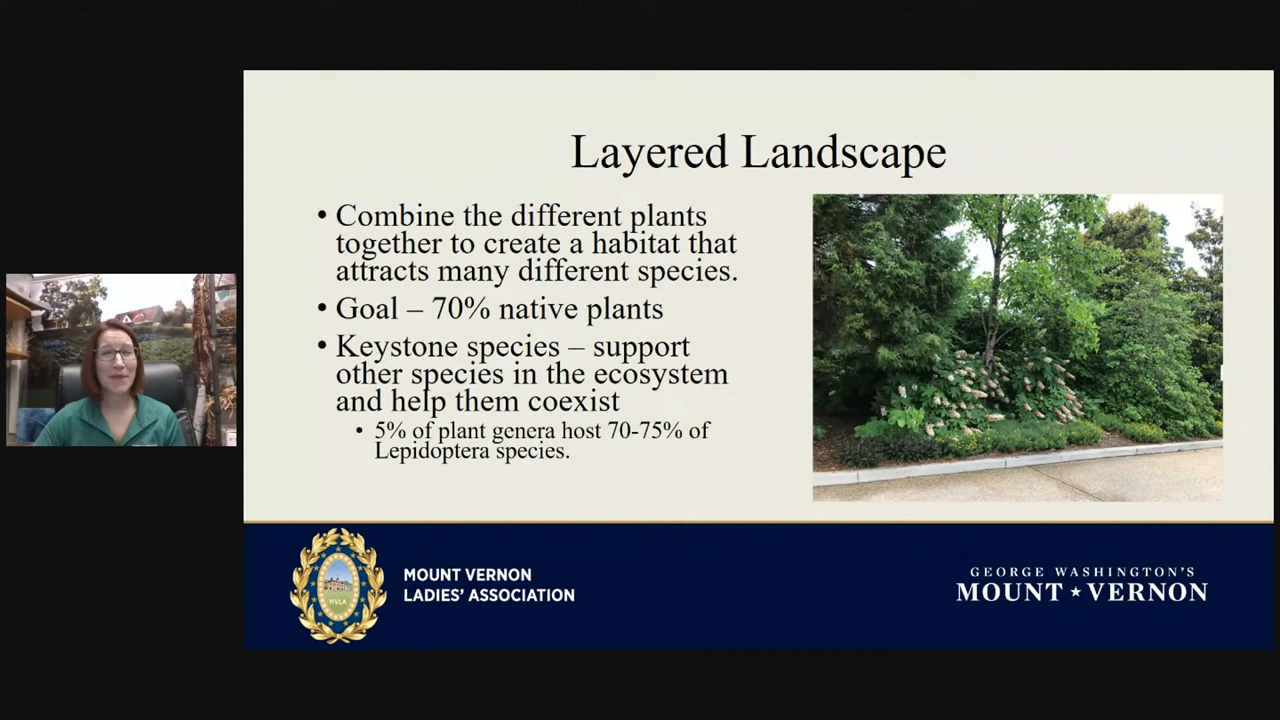 Layered Landscape
• Combine the different plants
together to create a habitat that
attracts many different species.
• Goal – 70% native plants
• Keystone species – support
other species in the ecosystem
and help them coexist
• 5% of plant genera host 70-75% of
Lepidoptera species.
MVLA
MOUNT VERNON
LADIES’ ASSOCIATION
GEORGE WASHINGTON’S
MOUNT★VERNON